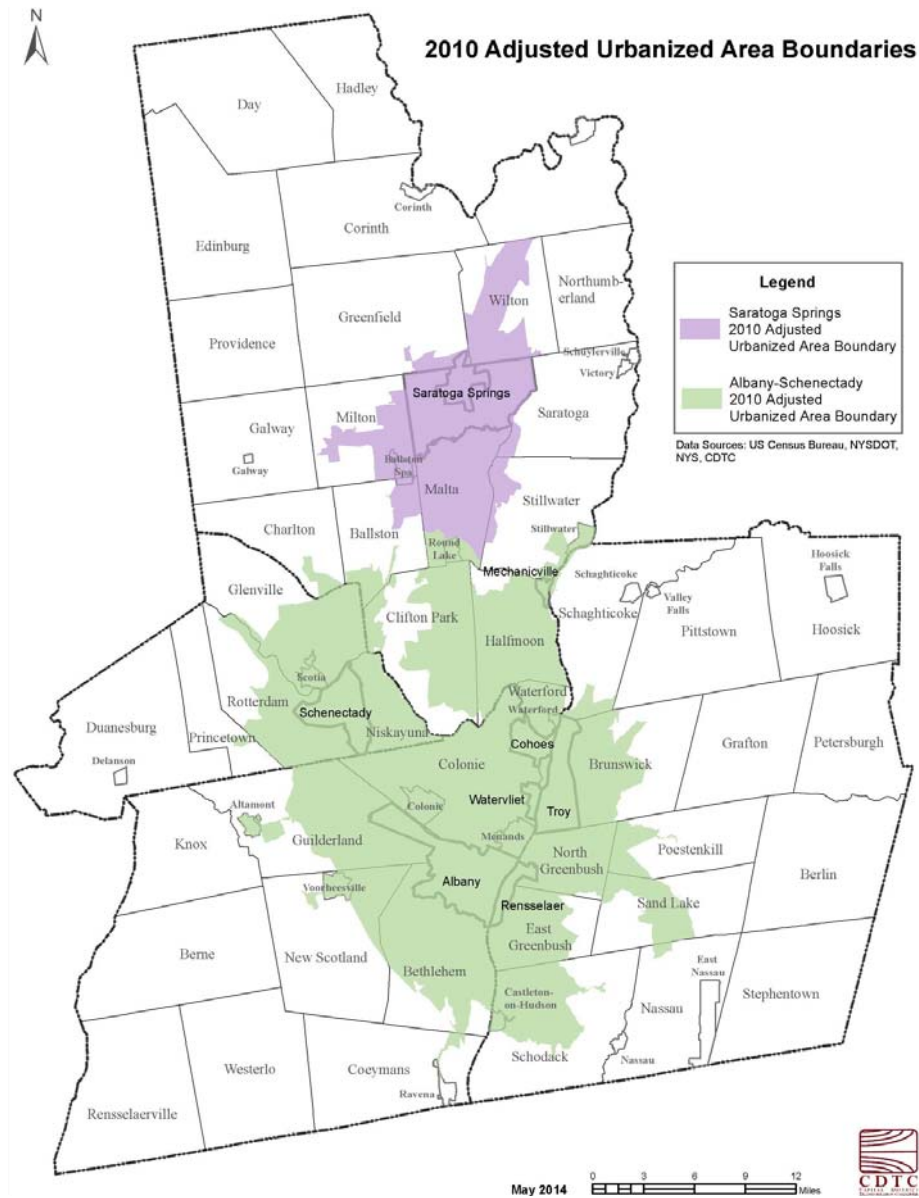 N
2010 Adjusted Urbanized Area Boundaries
Day
Hadley
Corinth
Corinth
Edinburg
Northumb-
erland
Wilton
Greenfield
Providence
Schuylerville
Victory
Saratoga Springs
Saratoga
Milton
Galway
Galway
Ballston
Spa
Malta
Stillwater
Stillwater
Charlton
Ballston
Round
Lake
Mechanicville
Legend
Saratoga Springs
2010 Adjusted
Urbanized Area Boundary
Albany-Schenectady
2010 Adjusted
Urbanized Area Boundary
Data Sources: US Census Bureau, NYSDOT,
NYS, CDTC
Glenville
Clifton Park
Halfmoon
Schaghticoke
Schaghticoke
Valley
Falls
Pittstown
Hoosick
Falls
Hoosick
Scotia
Rotterdam
Schenectady
Niskayuna
Waterford
Waterford
Cohoes
Duanesburg
Delanson
Princetown
Colonie
Brunswick
Grafton
Petersburgh
Altamont
Colonie
Watervliet
Troy
Menands
Knox
Guilderland
North
Greenbush
Poestenkill
Berlin
Voorheesville
Albany
Rensselaer
Sand Lake
East
Greenbush
Berne
New Scotland
Bethlehem
East
Nassau
Castleton-
on-Hudson
Nassau
Stephentown
Schodack
Nassau
Westerlo
Coeymans
Ravena
Rensselaerville
May 2014
0 3 6 9 12
Miles
CDTC